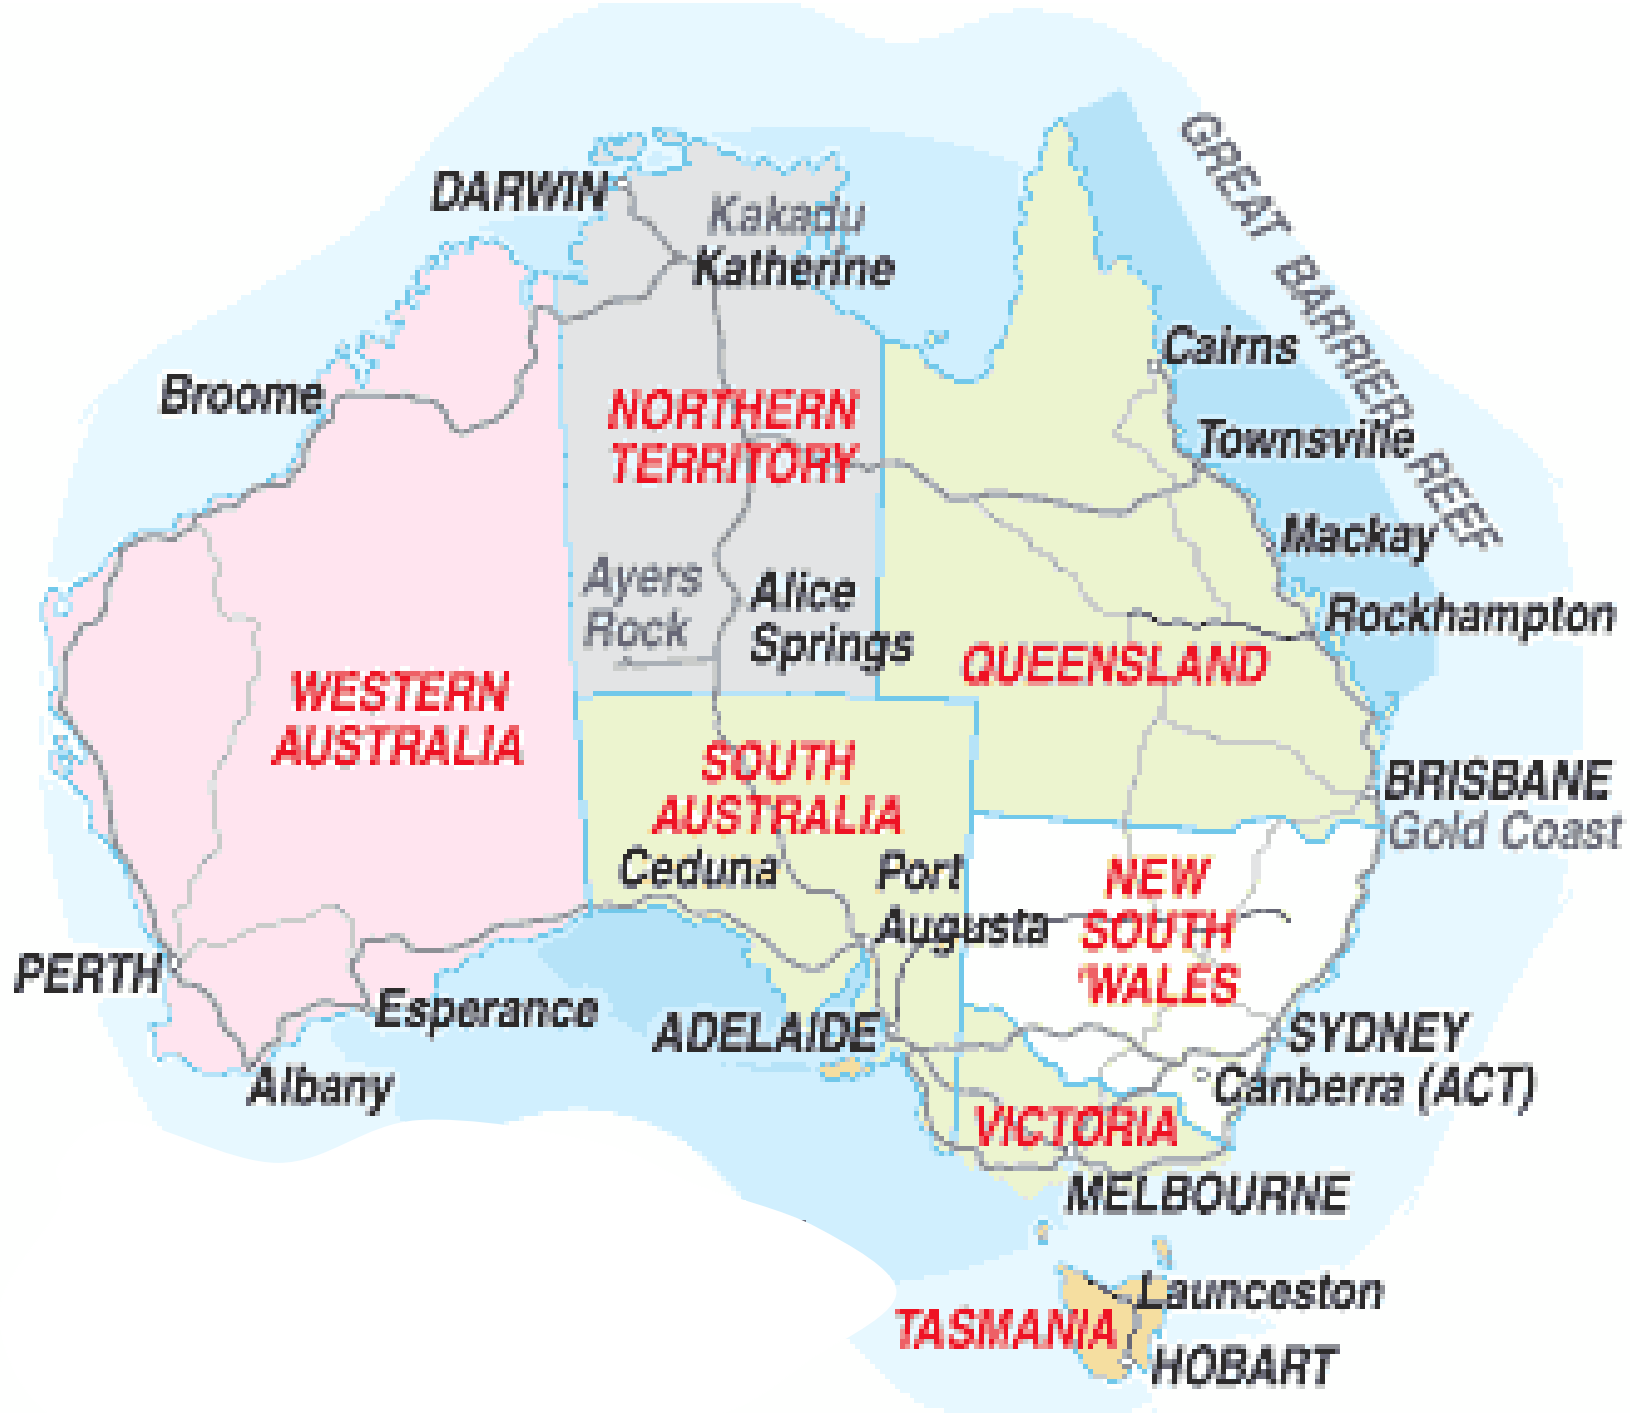 GREAT BARRIER REEF
DARWIN
Kakadu
Katherine
Cairns
Broome
NORTHERN
TERRITORY
Townsville
Mackay
Ayers
Rock
Alice
Springs
Rockhampton
QUEENSLAND
WESTERN
AUSTRALIA
SOUTH
AUSTRALIA
BRISBANE
Gold Coast
Ceduna
Port
Augusta
NEW
SOUTH
WALES
PERTH
Esperance
ADELAIDE
SYDNEY
Albany
Canberra (ACT)
VICTORIA
MELBOURNE
Launceston
TASMANIA
HOBART